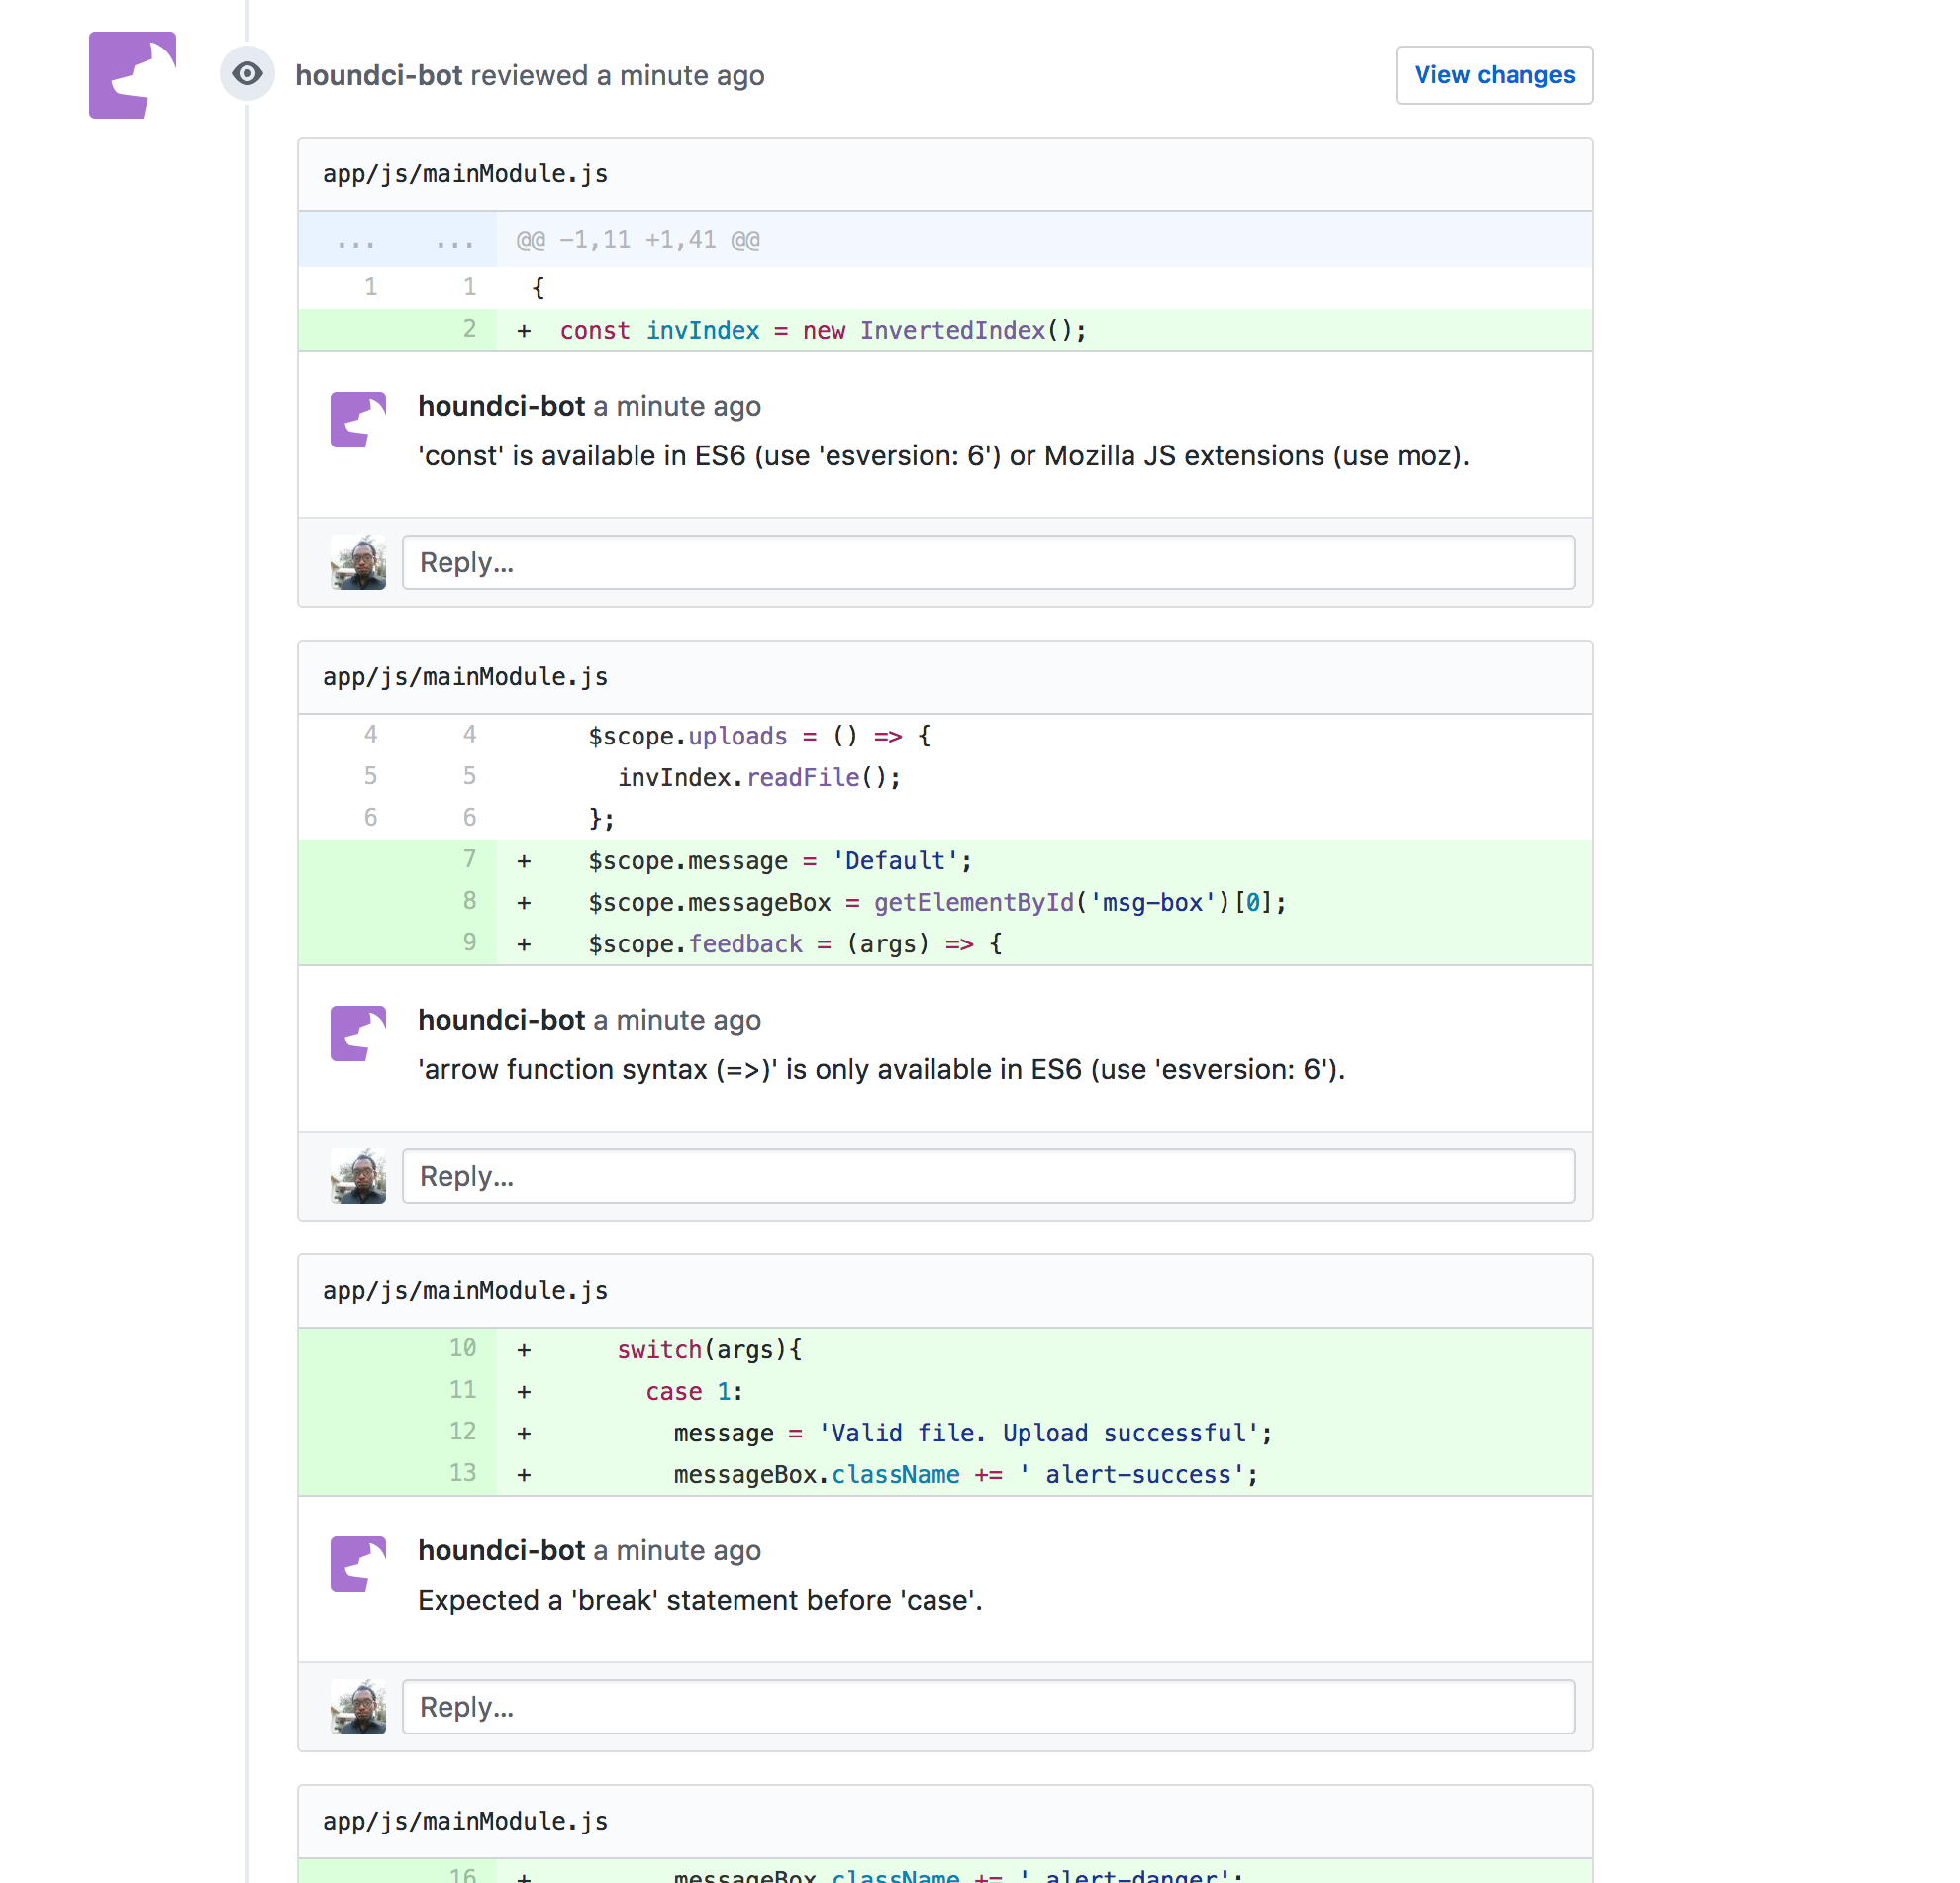 houndci-bot reviewed a minute ago
View changes
app/js/mainModule.js
... ... @@ -1,11 +1,41 @@
1 1 {
2 + const invIndex = new InvertedIndex();
houndci-bot a minute ago
'const' is available in ES6 (use 'esversion: 6') or Mozilla JS extensions (use moz).
Reply...
app/js/mainModule.js
4 4 $scope.uploads = () => {
5 5 invIndex.readFile();
6 6 };
7 + $scope.message = 'Default';
8 + $scope.messageBox = getElementById('msg-box')[0];
9 + $scope.feedback = (args) => {
houndci-bot a minute ago
'arrow function syntax (=>)' is only available in ES6 (use 'esversion: 6').
Reply...
app/js/mainModule.js
10 + switch(args){
11 + case 1:
12 + message = 'Valid file. Upload successful';
13 + messageBox.className += ' alert-success';
houndci-bot a minute ago
Expected a 'break' statement before 'case'.
Reply...
app/js/mainModule.js
16 + messageBox.className += ' alert-danger';